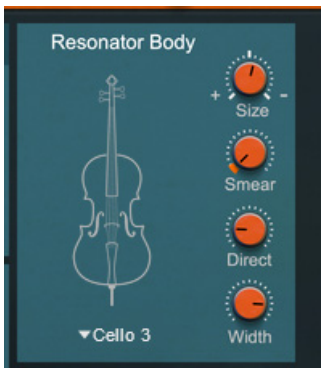 Resonator Body
+ -
Size
Smear
Direct
Cello 3
Width